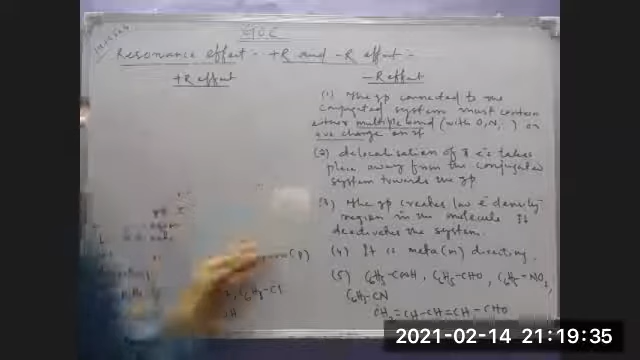 GOC
Resonance effect :- +R and -R effect :-
+R effect
-R effect
(1) The gp connected to the
conjugated system must contain
either multiple bond (with O,N, ..) or
+ve charge on it
(2) delocalisation of π e⁻s takes
place away from the conjugated
system towards the gp
(3) The gp creates low e⁻ density
region in the molecule. It
deactivates the system.
(4) It is meta(m) directing.
(5) C6H5-COOH, C6H5-CHO, C6H5-NO2,
C6H5-CN
CH2=CH-CH=CH-CHO
, C6H5-Cl
2021-02-14 21:19:35